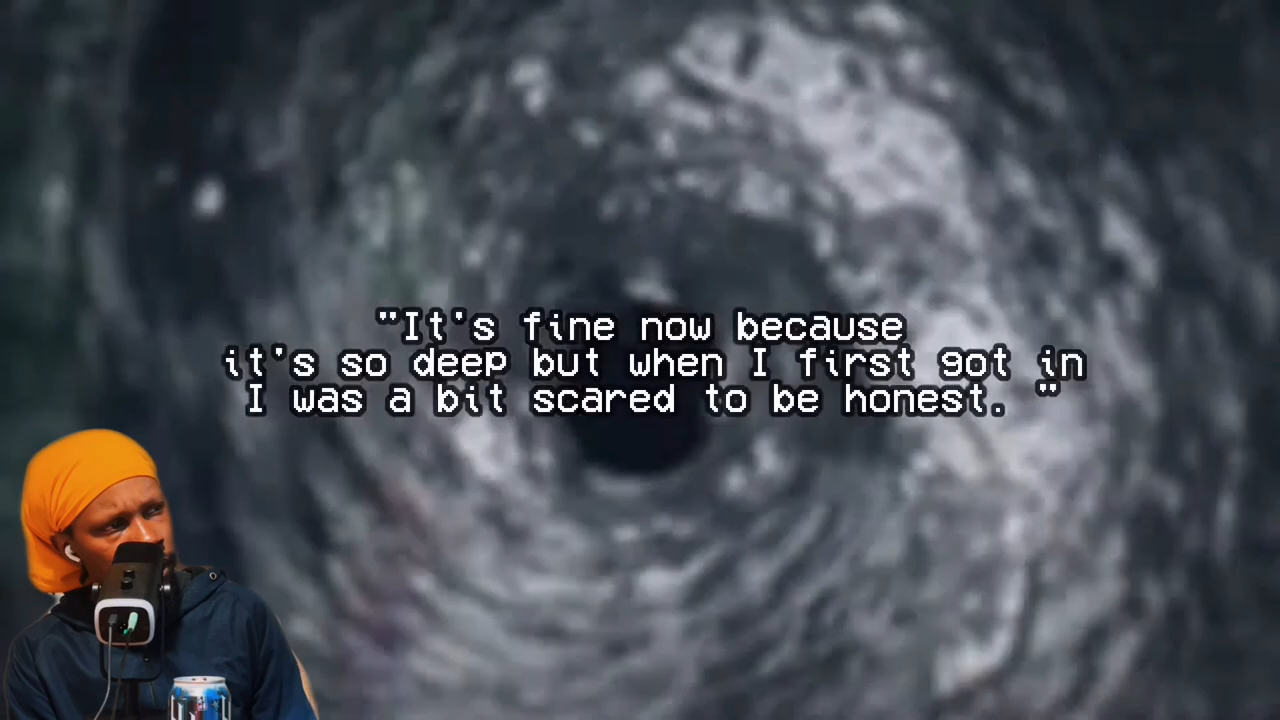 "It's fine now because
it's so deep but when I first got in
I was a bit scared to be honest. "